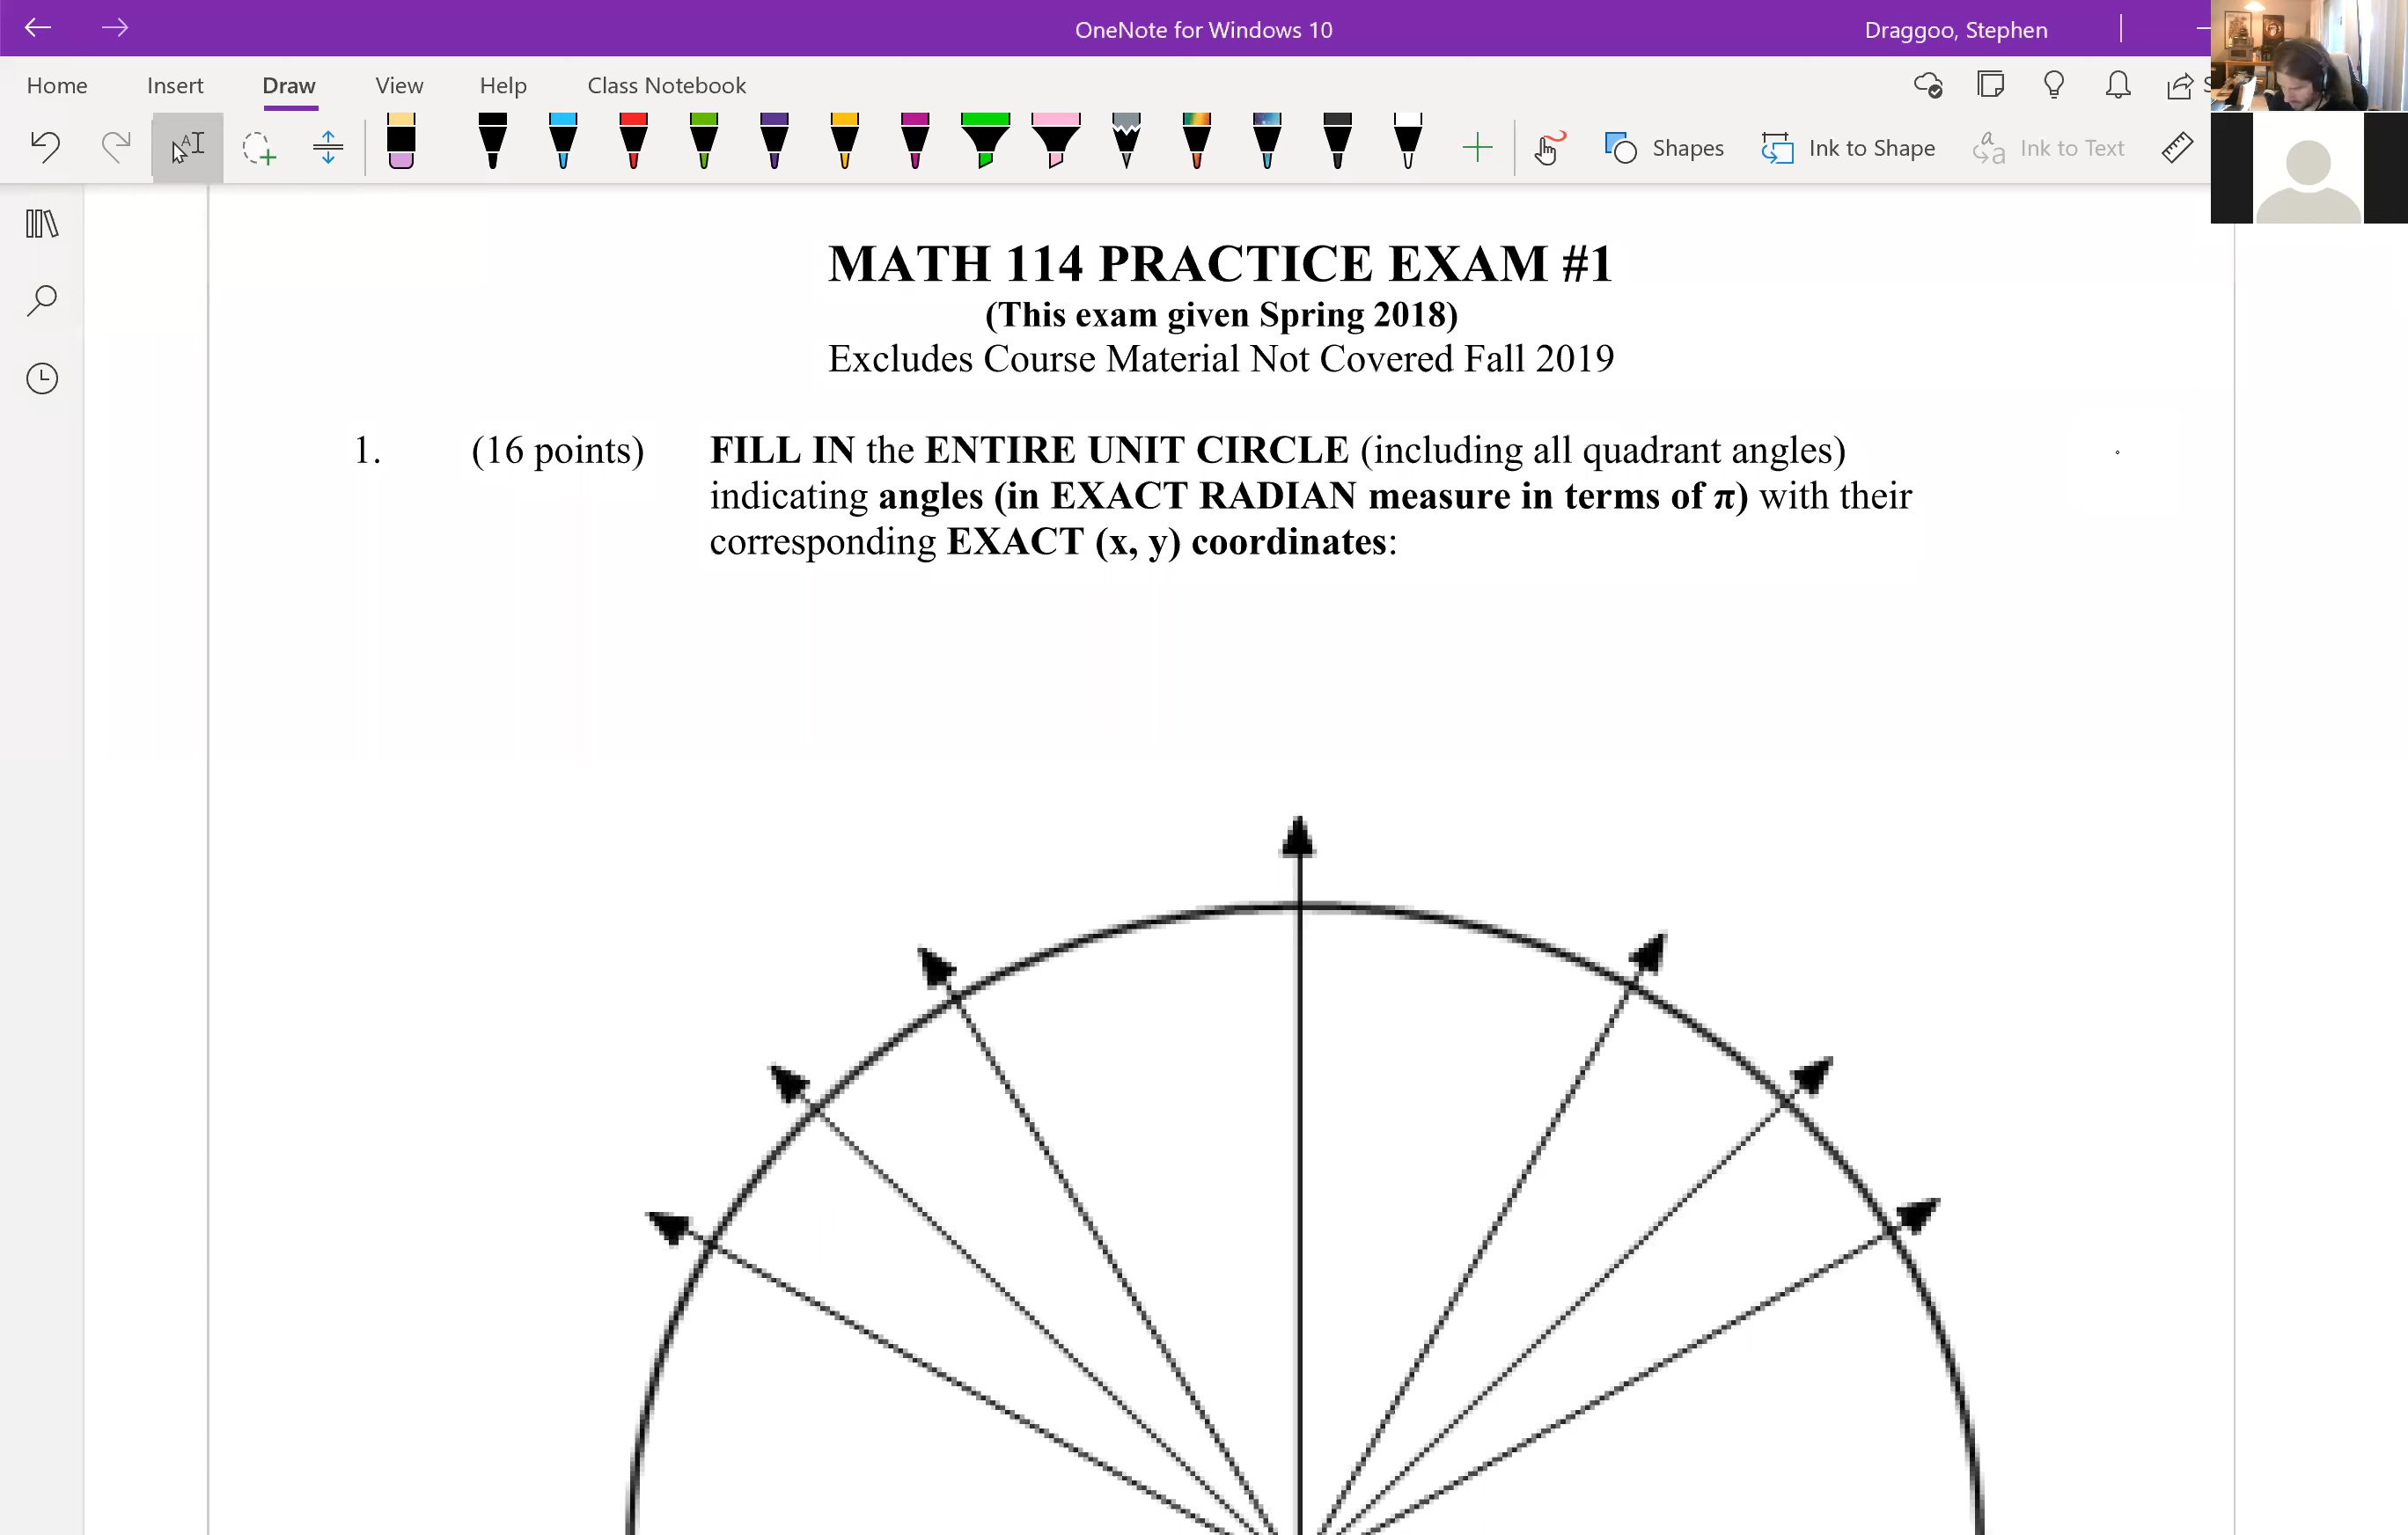 OneNote for Windows 10
Draggoo, Stephen
Home Insert Draw View Help Class Notebook
Shapes Ink to Shape Ink to Text
MATH 114 PRACTICE EXAM #1
(This exam given Spring 2018)
Excludes Course Material Not Covered Fall 2019
1. (16 points) FILL IN the ENTIRE UNIT CIRCLE (including all quadrant angles)
indicating angles (in EXACT RADIAN measure in terms of π) with their
corresponding EXACT (x, y) coordinates: